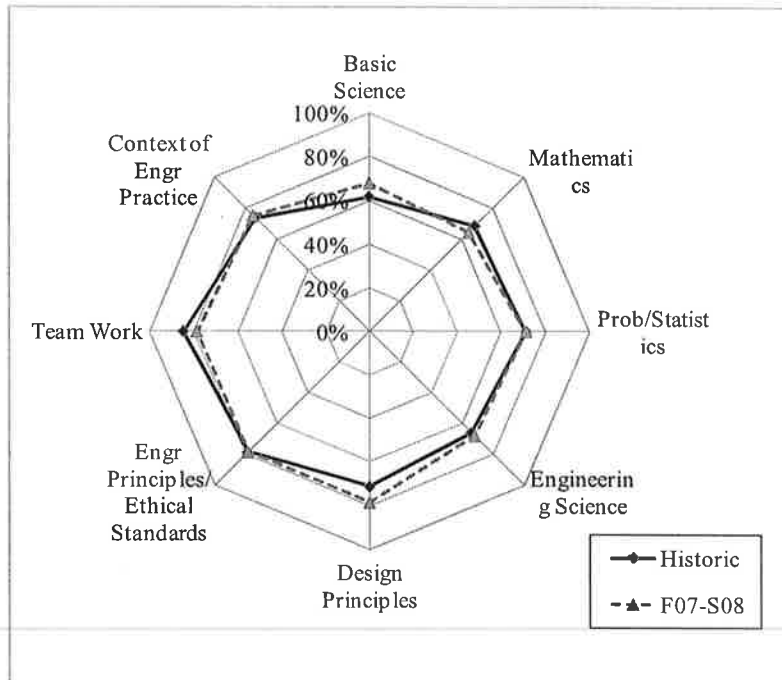 Basic
Science
100%
80%
60%
40%
20%
0%
Mathemati
cs
Prob/Statist
ics
Engineerin
g Science
Design
Principles
Engr
Principles/
Ethical
Standards
Team Work
Context of
Engr
Practice
Historic
F07-S08